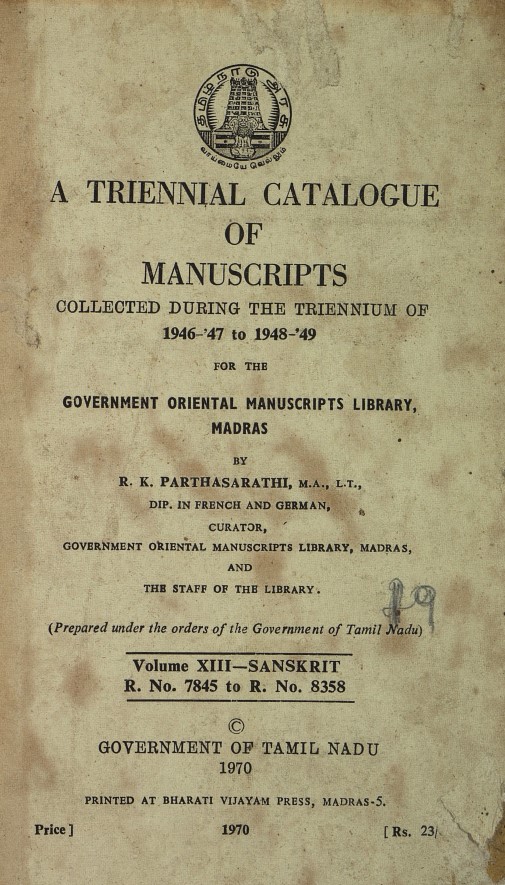 தமிழ் நாடு அரசு
வாய்மையே வெல்லும்
A TRIENNIAL CATALOGUE
OF
MANUSCRIPTS
COLLECTED DURING THE TRIENNIUM OF
1946-'47 to 1948-'49
FOR THE
GOVERNMENT ORIENTAL MANUSCRIPTS LIBRARY,
MADRAS
BY
R. K. PARTHASARATHI, M.A., L.T.,
DIP. IN FRENCH AND GERMAN,
CURATOR,
GOVERNMENT ORIENTAL MANUSCRIPTS LIBRARY, MADRAS,
AND
THE STAFF OF THE LIBRARY.
19
(Prepared under the orders of the Government of Tamil Nadu)
Volume XIII—SANSKRIT
R. No. 7845 to R. No. 8358
©
GOVERNMENT OF TAMIL NADU
1970
PRINTED AT BHARATI VIJAYAM PRESS, MADRAS-5.
Price ] 1970 [ Rs. 23/